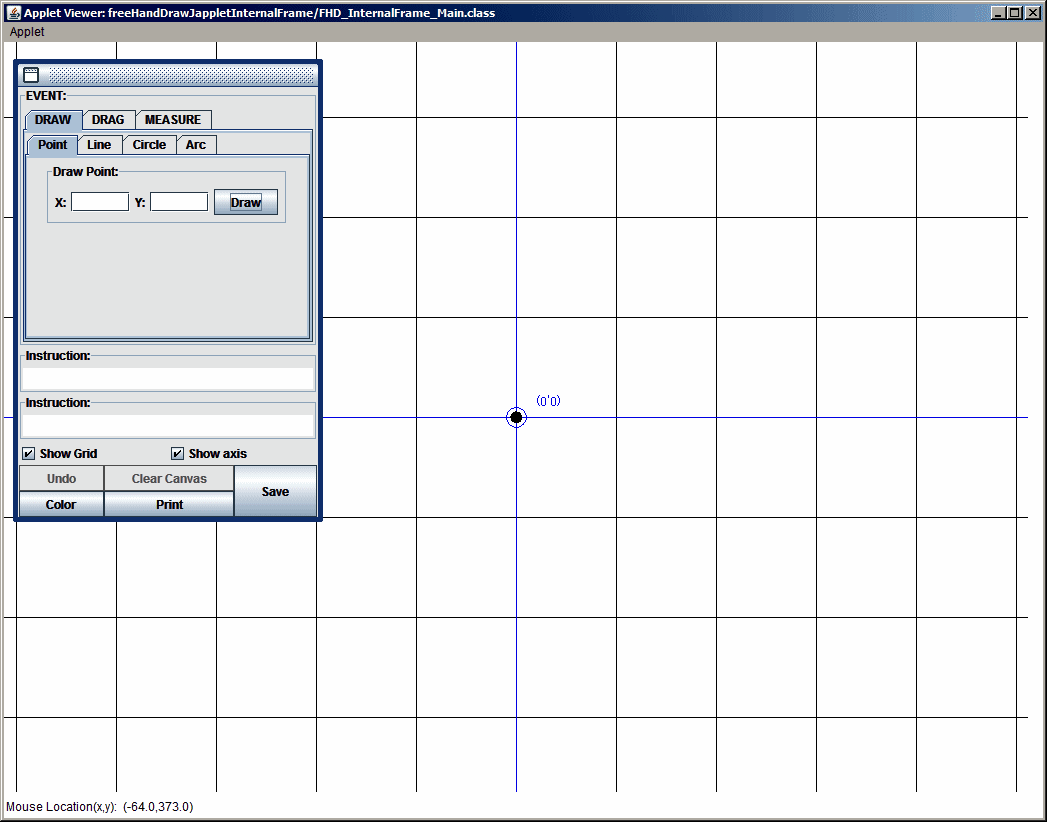 Applet Viewer: freeHandDrawJappletInternalFrame/FHD_InternalFrame_Main.class
Applet
EVENT:
DRAW DRAG MEASURE
Point Line Circle Arc
Draw Point:
X: Y: Draw
Instruction:
(0'0)
Instruction:
Show Grid Show axis
Undo Clear Canvas
Save
Color Print
Mouse Location(x,y): (-64.0,373.0)